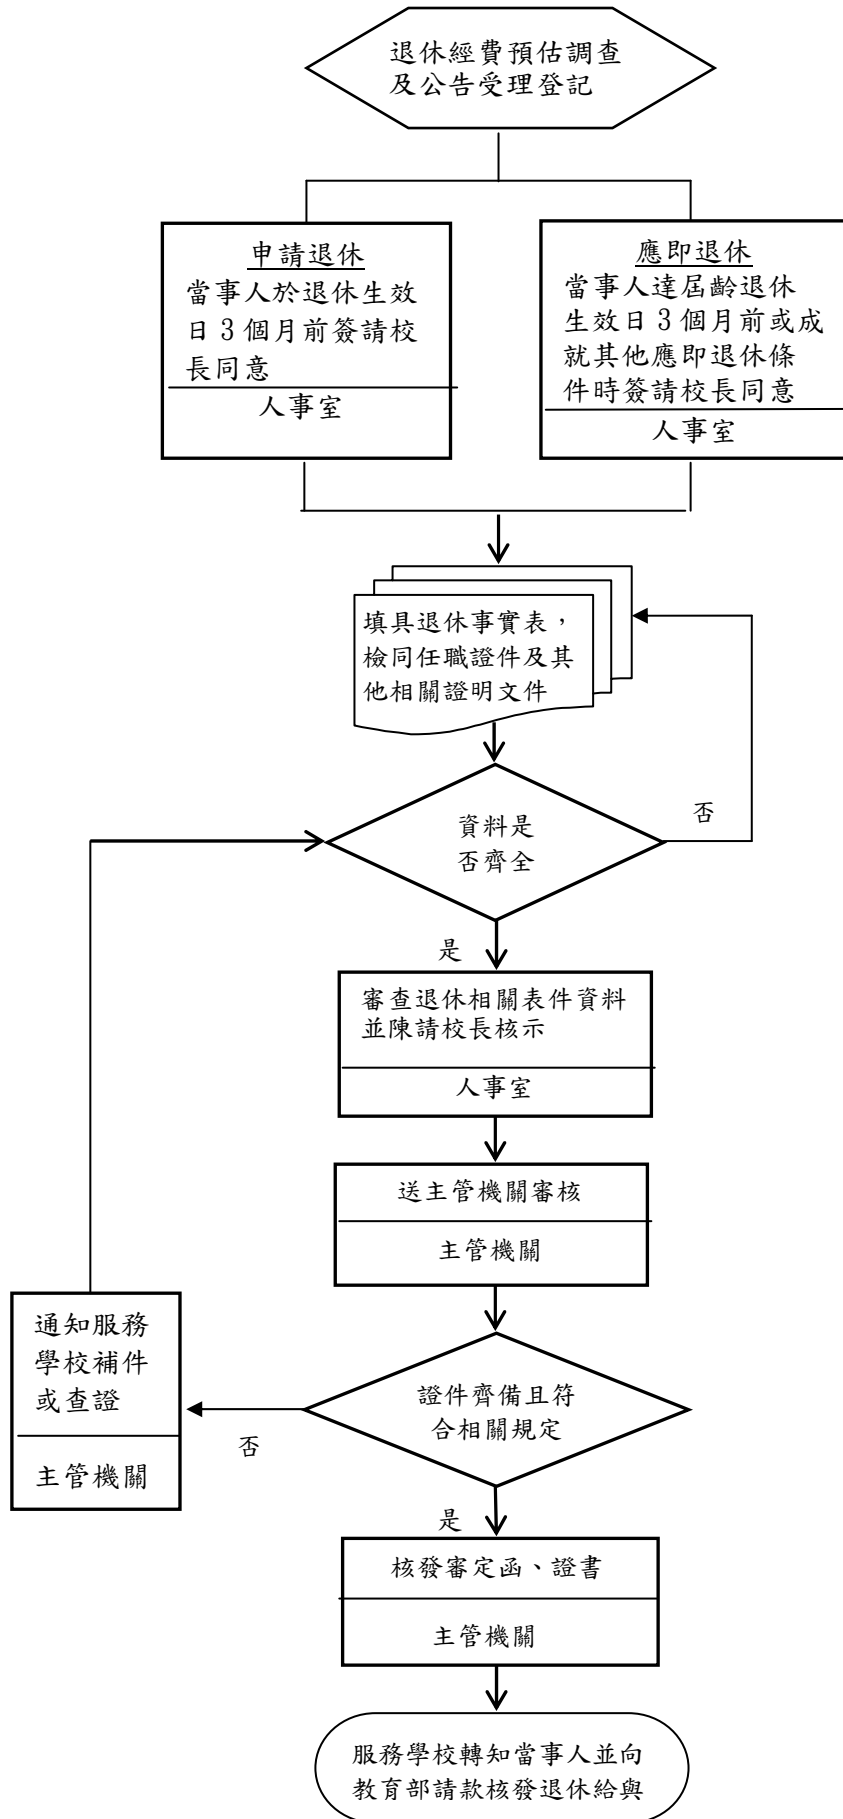 退休經費預估調查
及公告受理登記
申請退休
當事人於退休生效
日 3 個月前簽請校
長同意
人事室
應即退休
當事人達屆齡退休
生效日 3 個月前或成
就其他應即退休條
件時簽請校長同意
人事室
填具退休事實表，
檢同任職證件及其
他相關證明文件
資料是
否齊全
否
是
審查退休相關表件資料
並陳請校長核示
人事室
送主管機關審核
主管機關
通知服務
學校補件
或查證
主管機關
證件齊備且符
合相關規定
否
是
核發審定函、證書
主管機關
服務學校轉知當事人並向
教育部請款核發退休給與